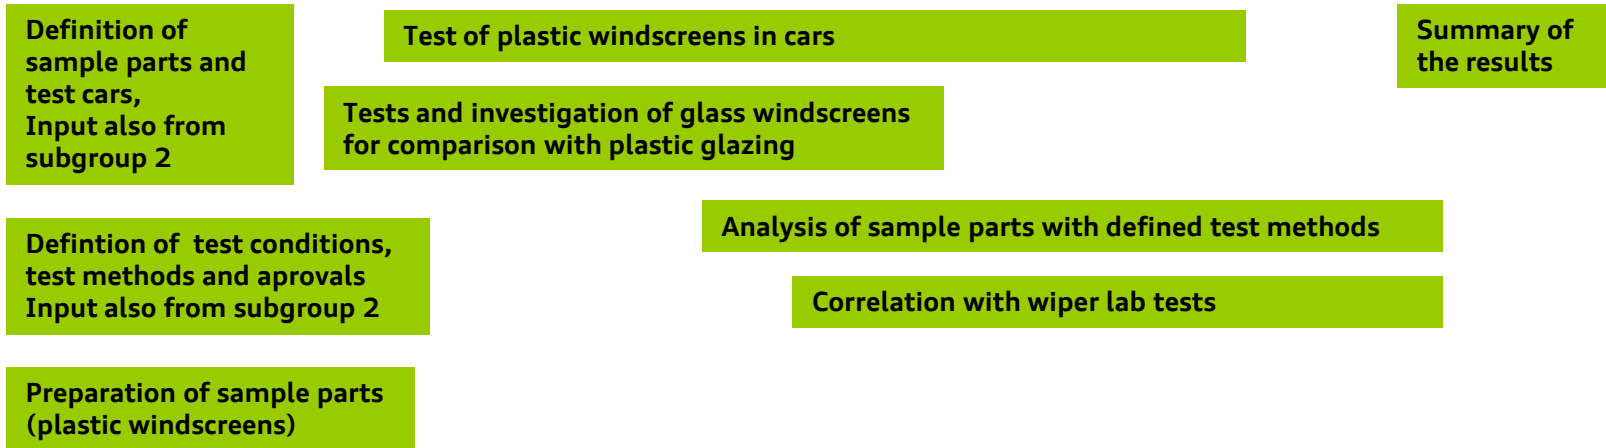 Definition of
sample parts and
test cars,
Input also from
subgroup 2
Test of plastic windscreens in cars
Summary of
the results
Tests and investigation of glass windscreens
for comparison with plastic glazing
Analysis of sample parts with defined test methods
Defintion of  test conditions,
test methods and aprovals
Input also from subgroup 2
Correlation with wiper lab tests
Preparation of sample parts
(plastic windscreens)